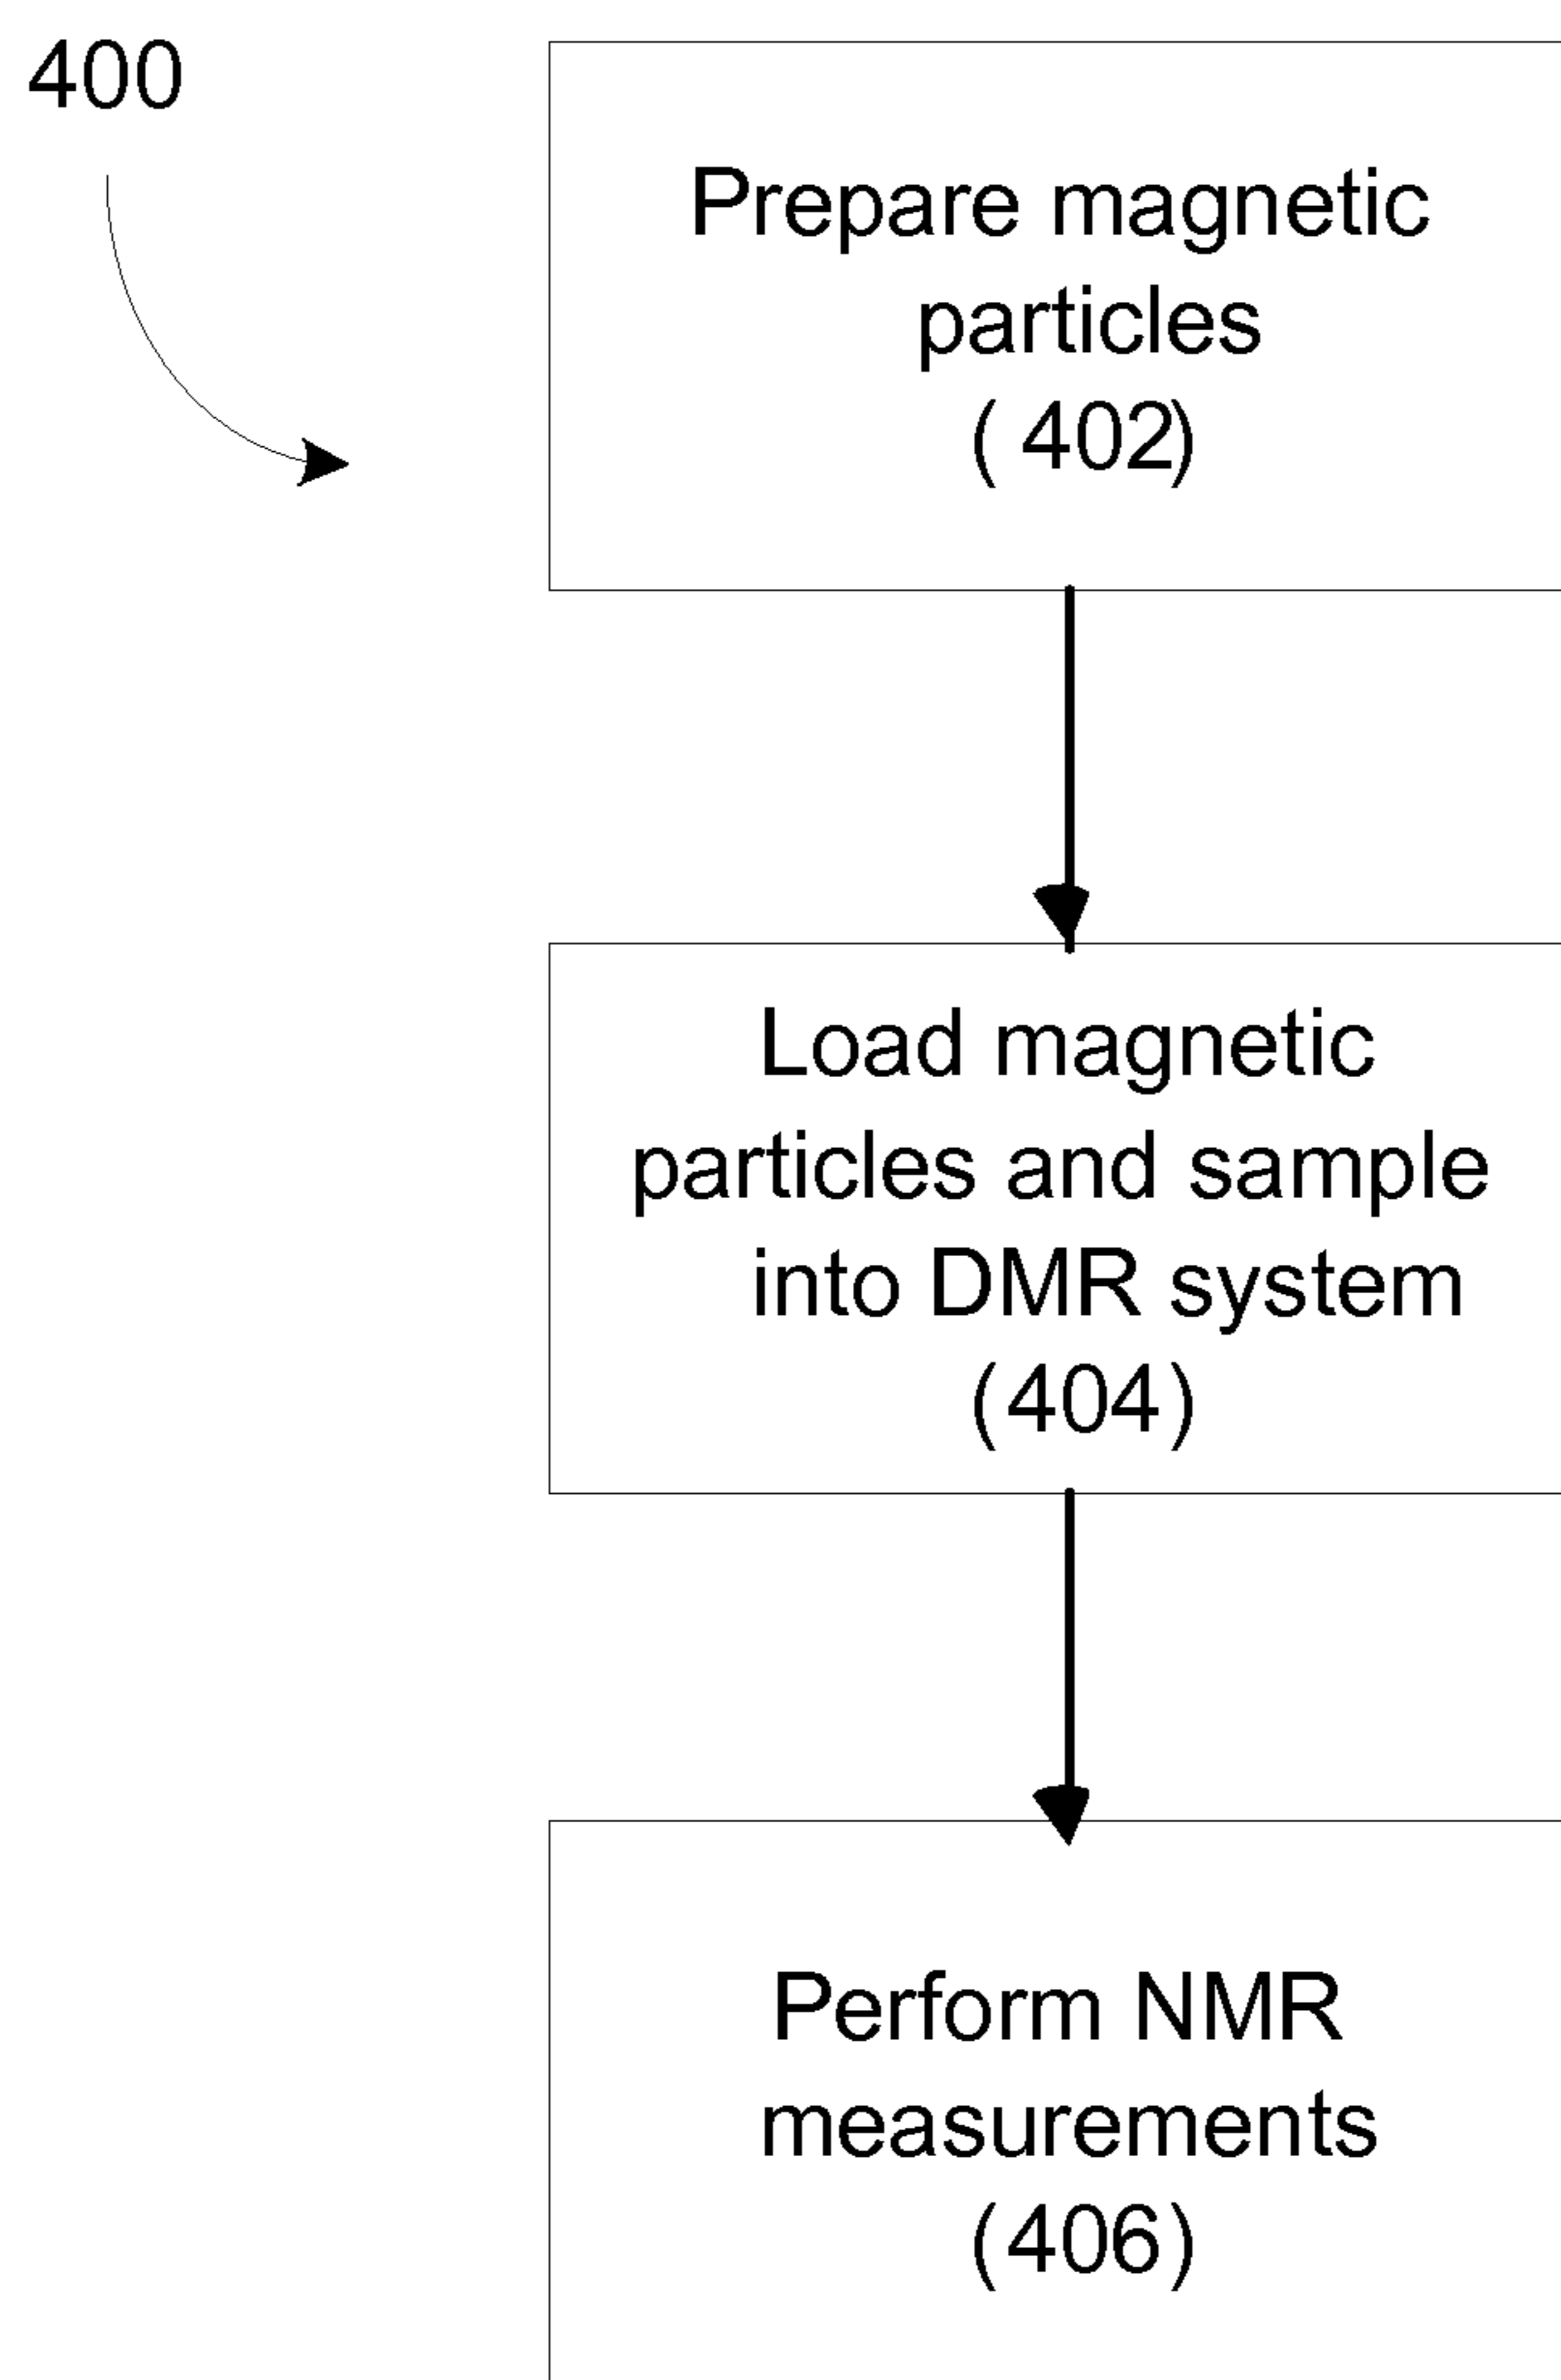 400
Prepare magnetic
particles
( 402)
Load magnetic
particles and sample
into DMR system
(404)
Perform NMR
measurements
(406)